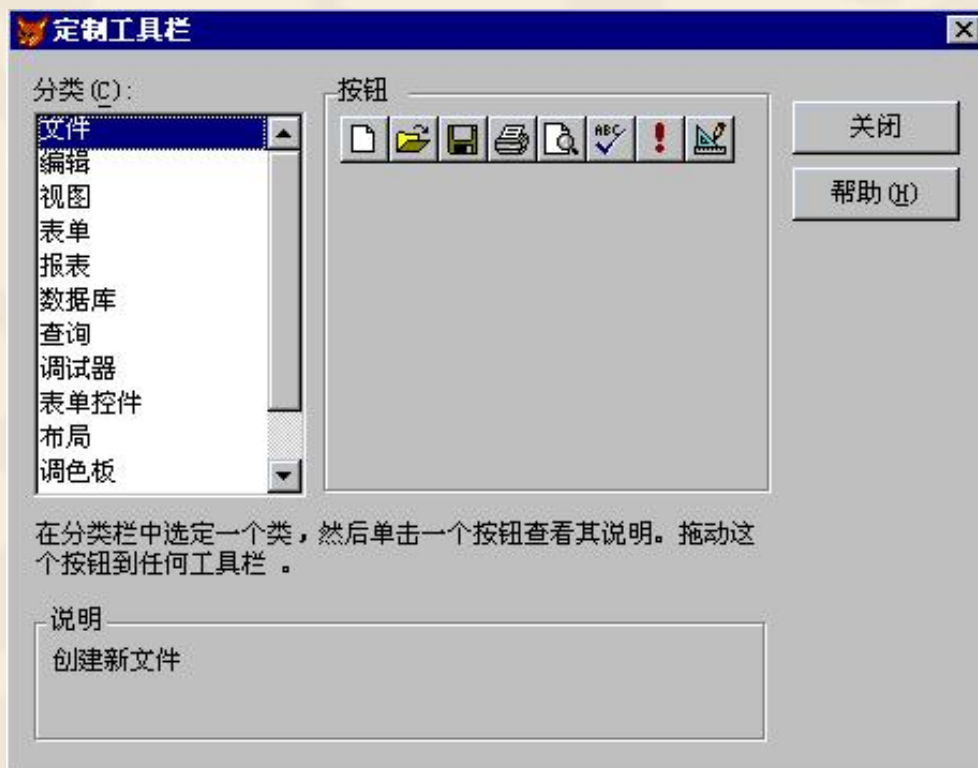 定制工具栏
分类(C):
文件
编辑
视图
表单
报表
数据库
查询
调试器
表单控件
布局
调色板
按钮
ABC
关闭
帮助(H)
在分类栏中选定一个类，然后单击一个按钮查看其说明。拖动这
个按钮到任何工具栏 。
说明
创建新文件